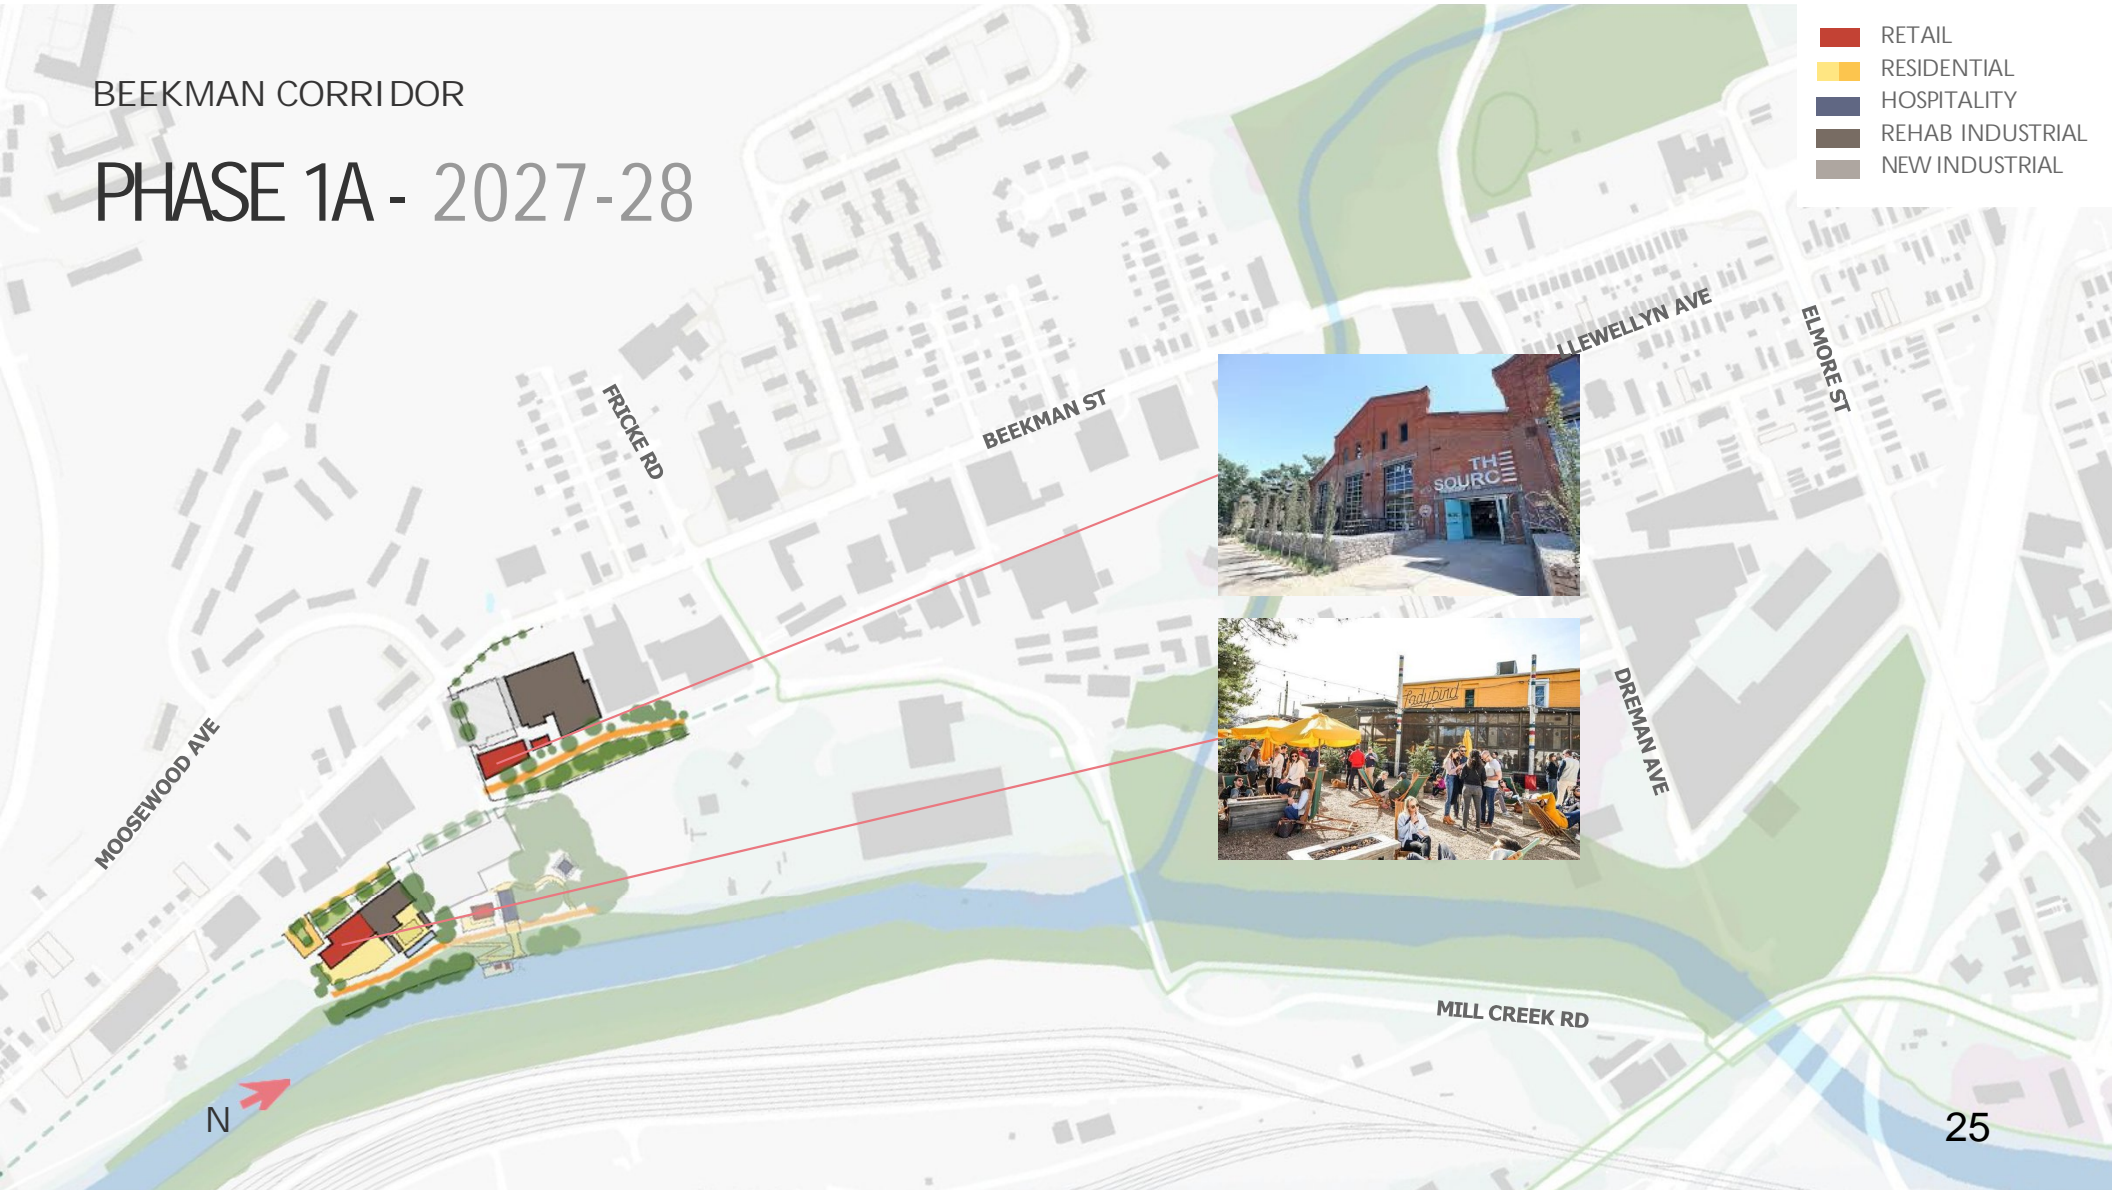 BEEKMAN CORRIDOR
PHASE 1A - 2027-28
RETAIL
RESIDENTIAL
HOSPITALITY
REHAB INDUSTRIAL
NEW INDUSTRIAL
LLEWELLYN AVE
ELMORE ST
FRICKE RD
BEEKMAN ST
THE
SOURCE
Ladybird
DREMAN AVE
MOOSEWOOD AVE
MILL CREEK RD
N
25